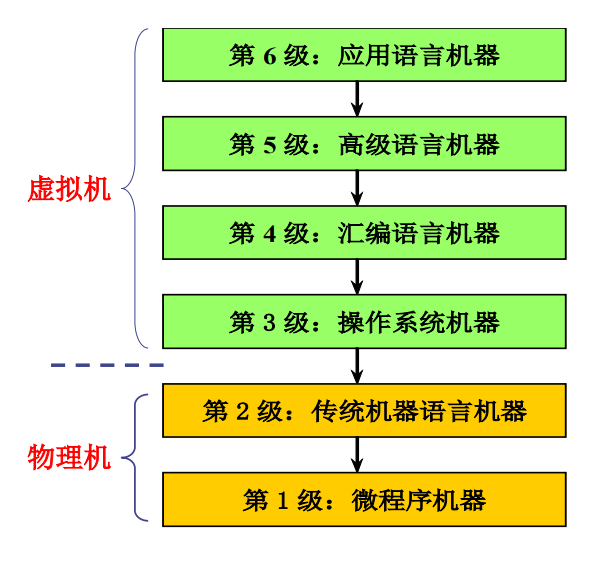 第 6 级：应用语言机器
第 5 级：高级语言机器
虚拟机
第 4 级：汇编语言机器
第 3 级：操作系统机器
第 2 级：传统机器语言机器
物理机
第 1 级：微程序机器